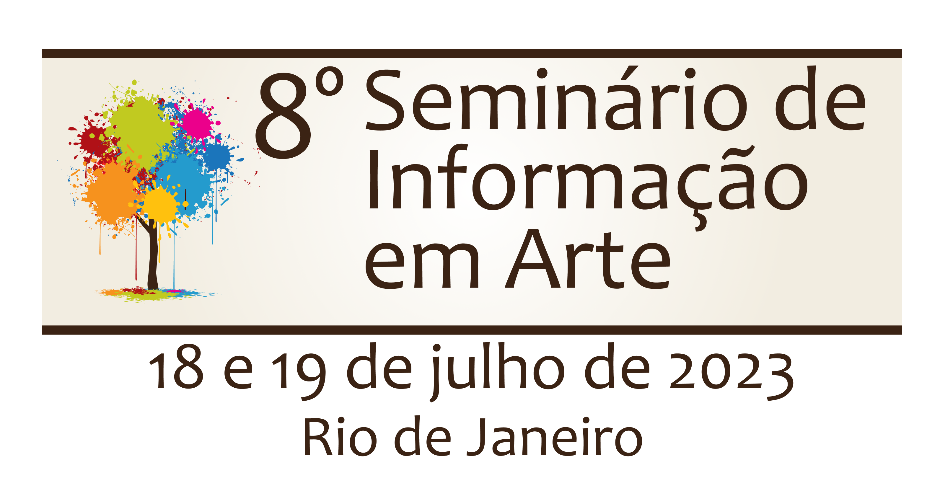 8º Seminário de
Informação
em Arte
18 e 19 de julho de 2023
Rio de Janeiro